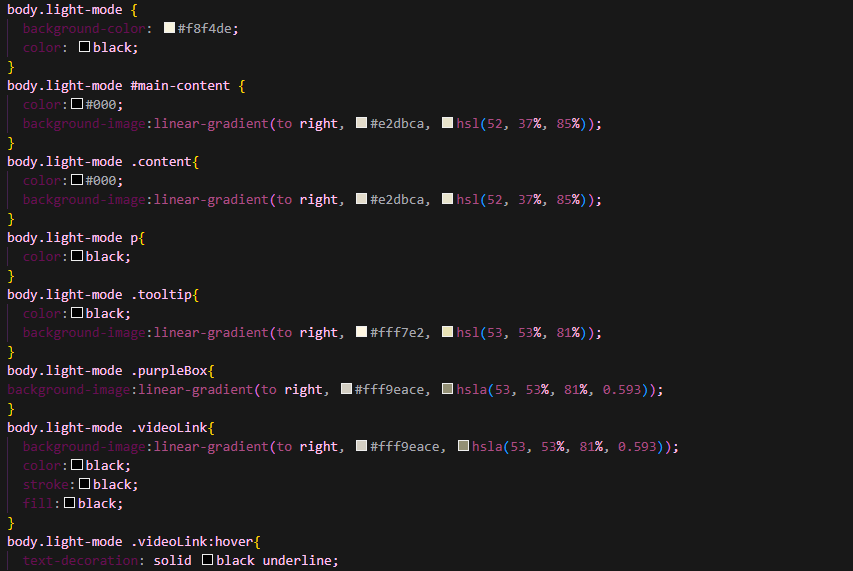 body.light-mode {
  background-color: #f8f4de;
  color: black;
}
body.light-mode #main-content {
  color:#000;
  background-image:linear-gradient(to right, #e2dbca, hsl(52, 37%, 85%));
}
body.light-mode .content{
  color:#000;
  background-image:linear-gradient(to right, #e2dbca, hsl(52, 37%, 85%));
}
body.light-mode p{
  color:black;
}
body.light-mode .tooltip{
  color:black;
  background-image:linear-gradient(to right, #fff7e2, hsl(53, 53%, 81%));
}
body.light-mode .purpleBox{
background-image:linear-gradient(to right, #fff9eace, hsla(53, 53%, 81%, 0.593));
}
body.light-mode .videoLink{
  background-image:linear-gradient(to right, #fff9eace, hsla(53, 53%, 81%, 0.593));
  color:black;
  stroke:black;
  fill:black;
}
body.light-mode .videoLink:hover{
  text-decoration: solid black underline;